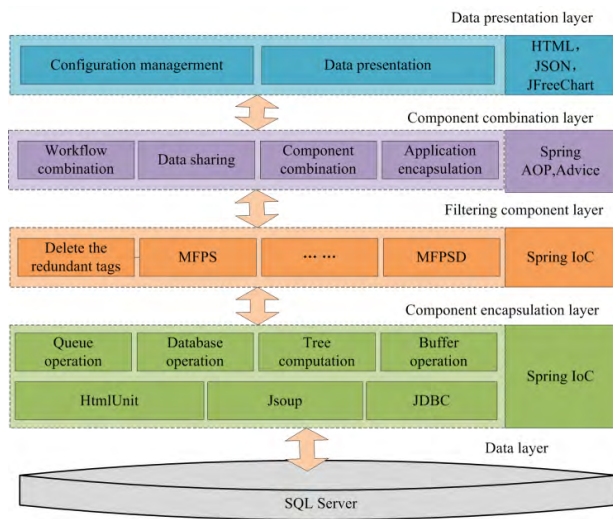 Data presentation layer
Configuration managerment
Data presentation
HTML,
JSON,
JFreeChart
Component combination layer
Workflow
combination
Data sharing
Component
combination
Application
encapsulation
Spring
AOP,Advice
Filtering component layer
Delete the
redundant tags
MFPS
... ...
MFPSD
Spring IoC
Component encapsulation layer
Queue
operation
Database
operation
Tree
computation
Buffer
operation
Spring IoC
HtmlUnit
Jsoup
JDBC
Data layer
SQL Server